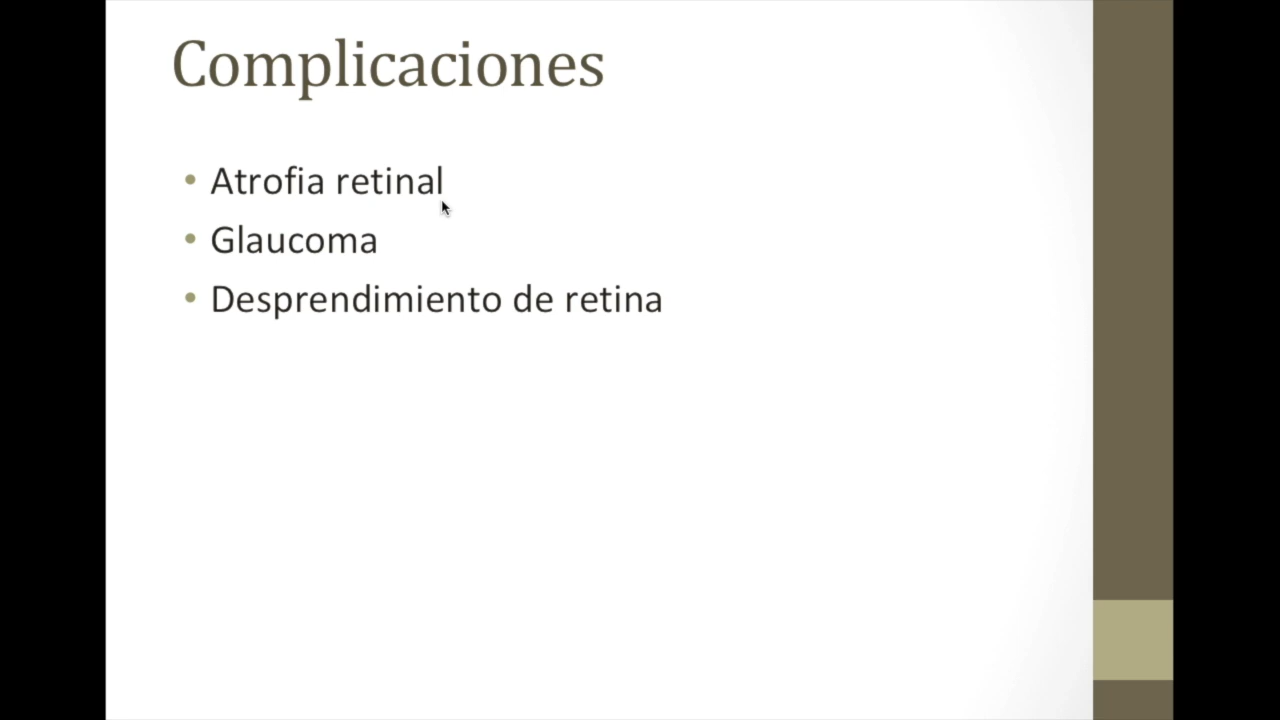 Complicaciones
• Atrofia retinal
• Glaucoma
• Desprendimiento de retina